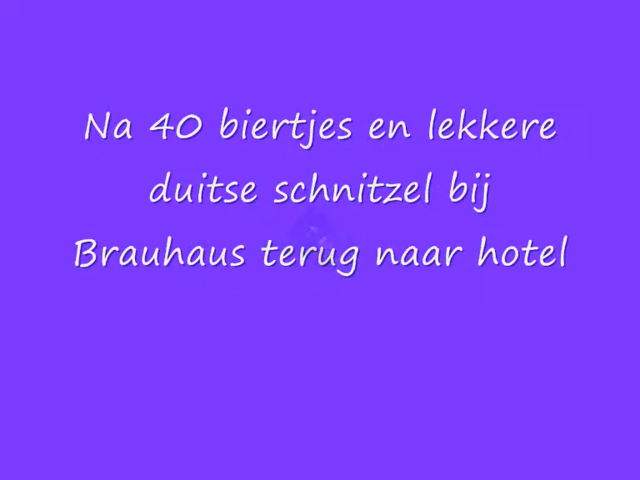 Na 40 biertjes en lekkere
duitse schnitzel bij
Brauhaus terug naar hotel